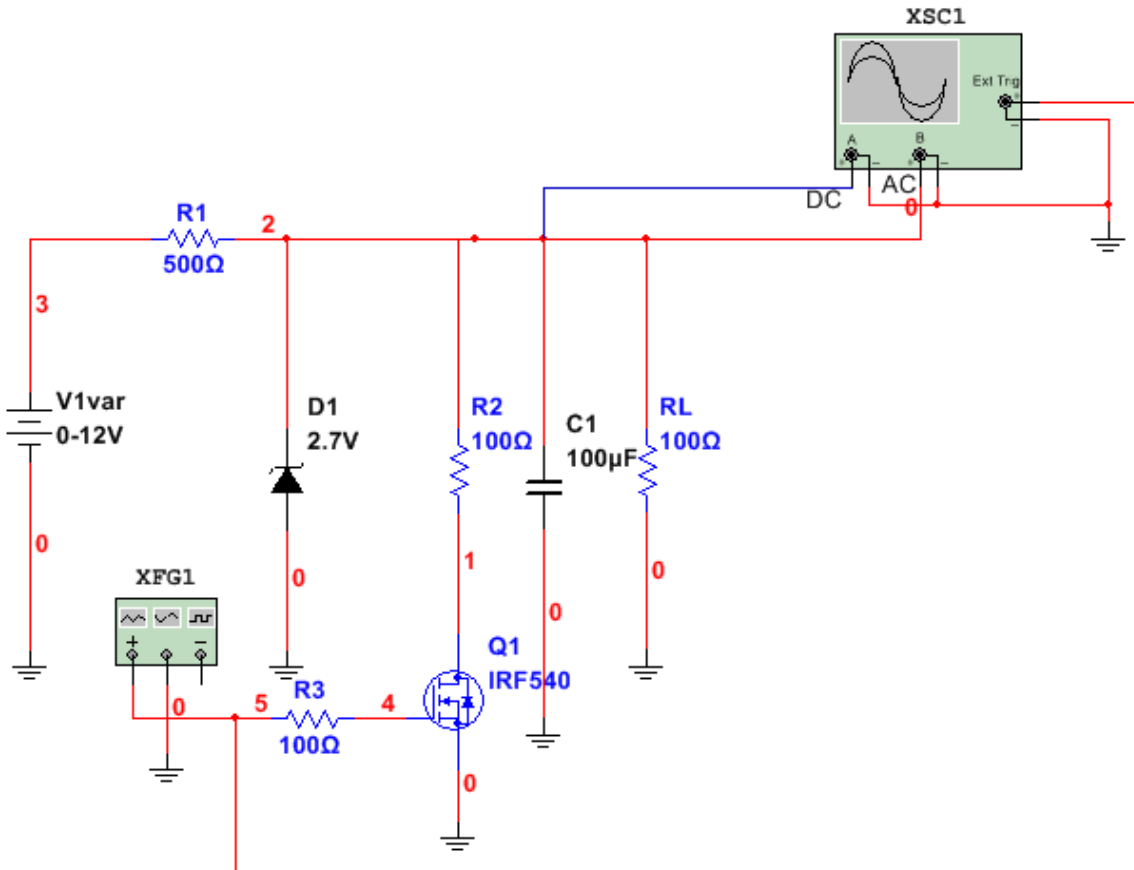 XSC1
Ext Trig
A
B
DC
AC
0
R1
500Ω
2
3
V1var
0-12V
D1
2.7V
R2
100Ω
C1
100µF
RL
100Ω
0
0
1
0
0
XFG1
Q1
IRF540
0
5
R3
100Ω
4
0